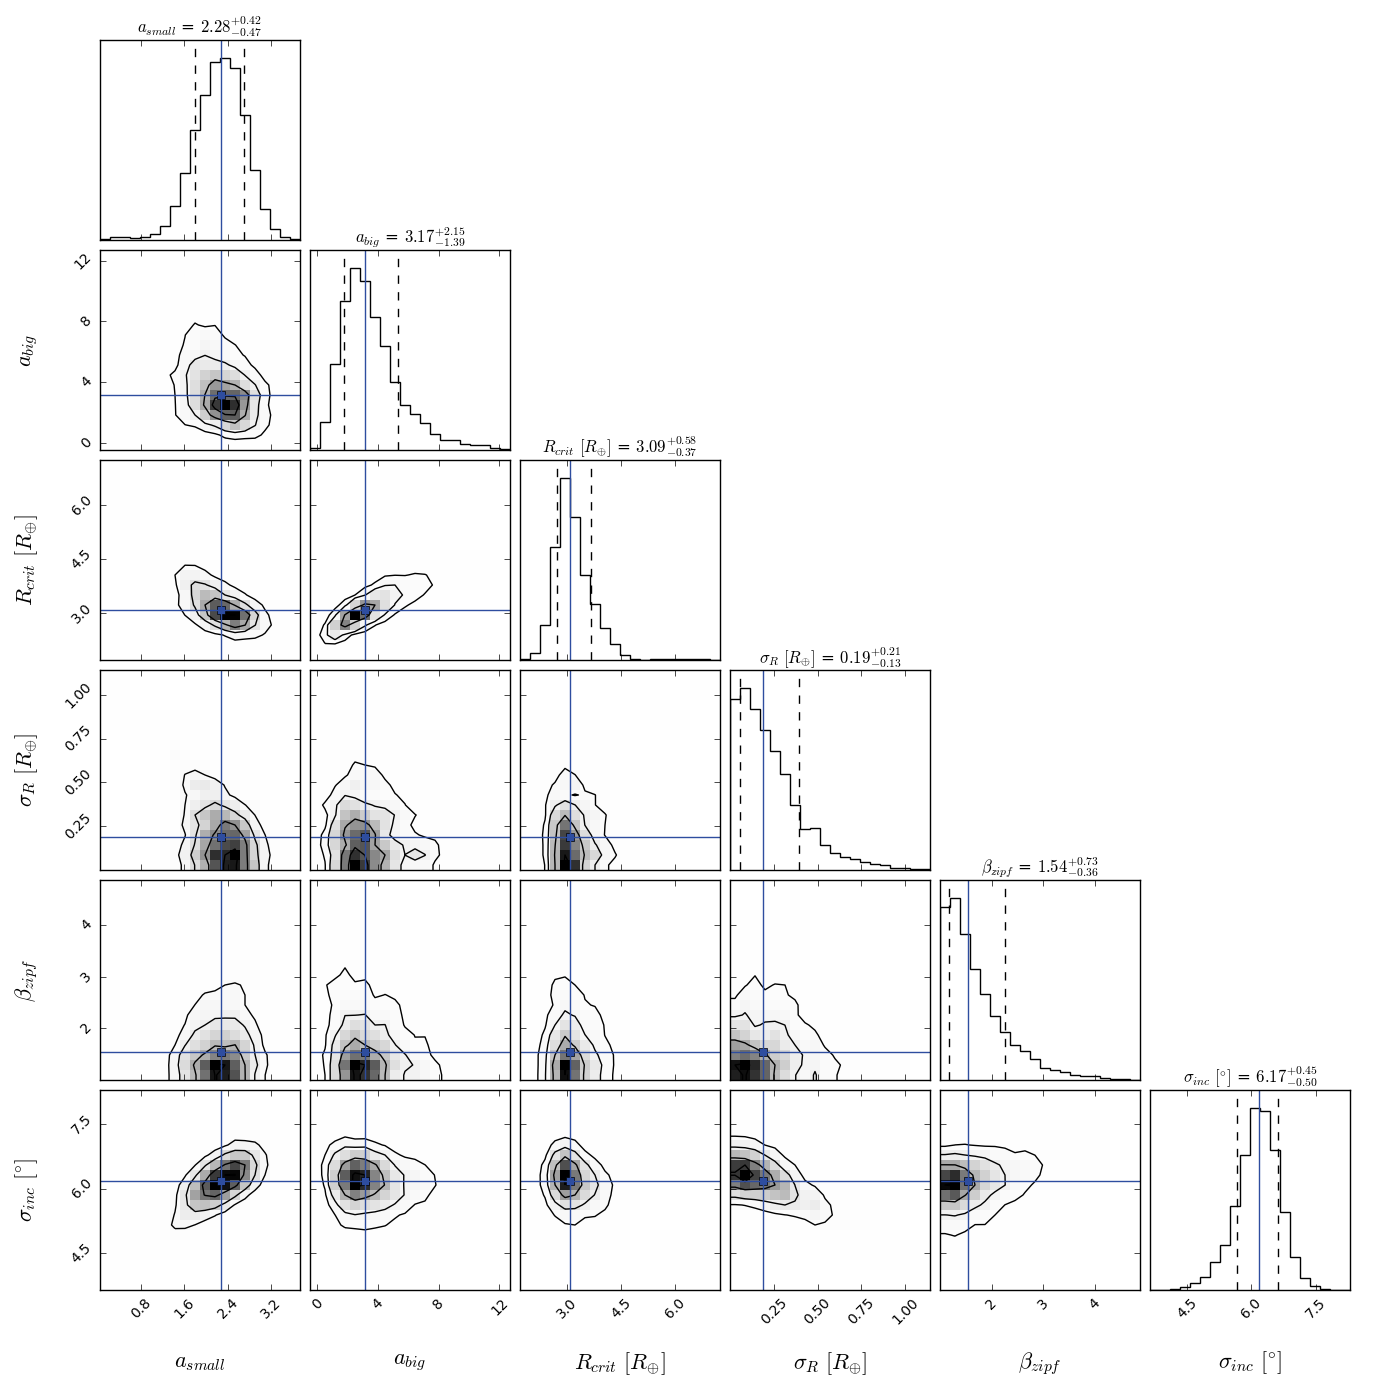 a_small = 2.28^{+0.42}_{-0.47}
a_big = 3.17^{+2.15}_{-1.39}
12
8
4
0
a_big
R_crit [R_⊕] = 3.09^{+0.58}_{-0.37}
6.0
4.5
3.0
R_crit [R_⊕]
σ_R [R_⊕] = 0.19^{+0.21}_{-0.13}
1.00
0.75
0.50
0.25
σ_R [R_⊕]
β_zipf = 1.54^{+0.73}_{-0.36}
4
3
2
β_zipf
σ_inc [°] = 6.17^{+0.45}_{-0.50}
7.5
6.0
4.5
σ_inc [°]
0.8 1.6 2.4 3.2 0 4 8 12 3.0 4.5 6.0 0.25 0.50 0.75 1.00 2 3 4 4.5 6.0 7.5
a_small a_big R_crit [R_⊕] σ_R [R_⊕] β_zipf σ_inc [°]